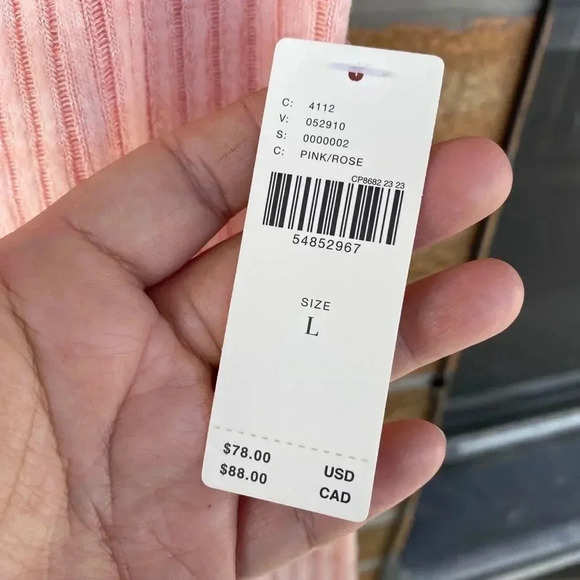 C: 4112
V: 052910
S: 0000002
C: PINK/ROSE
CP8682 23 23
54852967
SIZE
L
$78.00 USD
$88.00 CAD